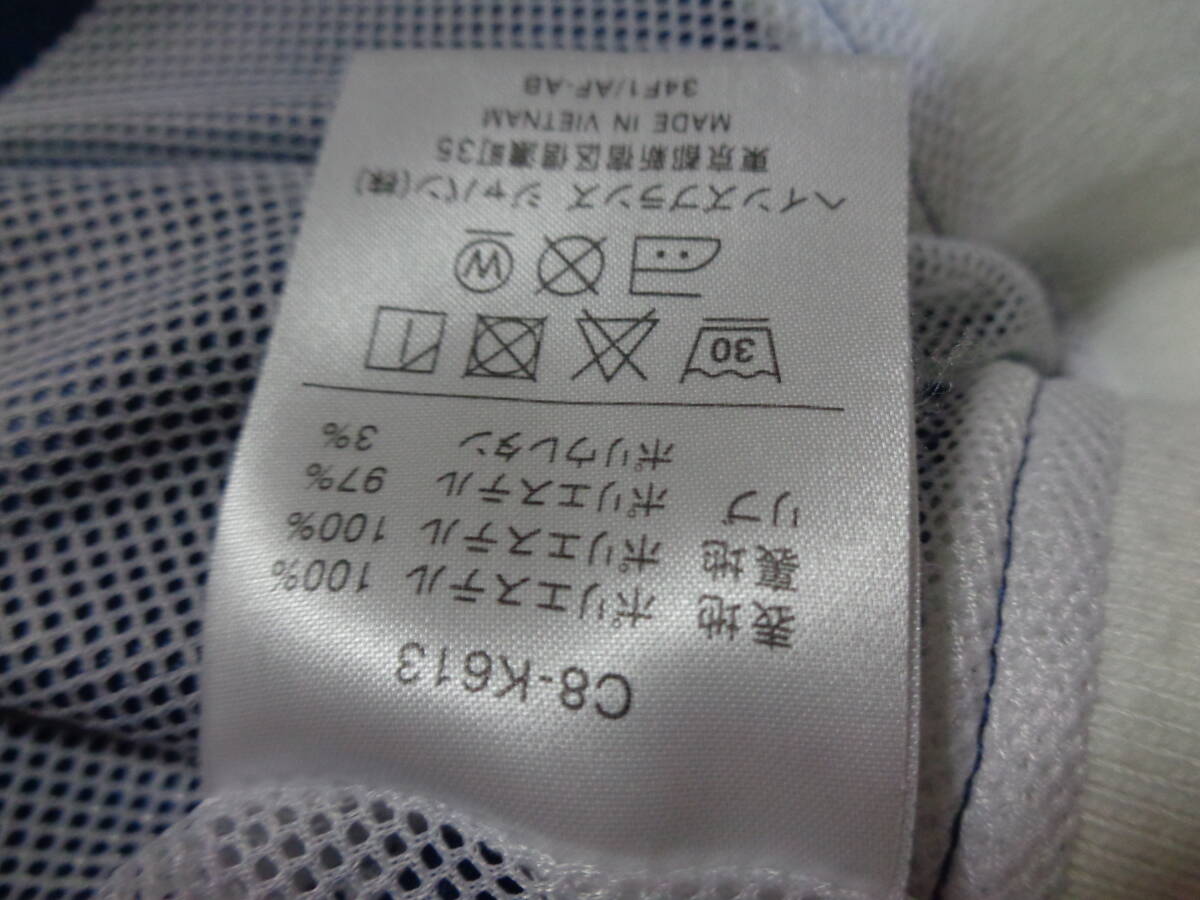 C8-K613
表地 ポリエステル 100%
裏地 ポリエステル 100%
リブ ポリエステル 97%
ポリウレタン 3%
30
W
ヘインズブランズ ジャパン(株)
東京都新宿区信濃町35
MADE IN VIETNAM
34F1/AF-AB